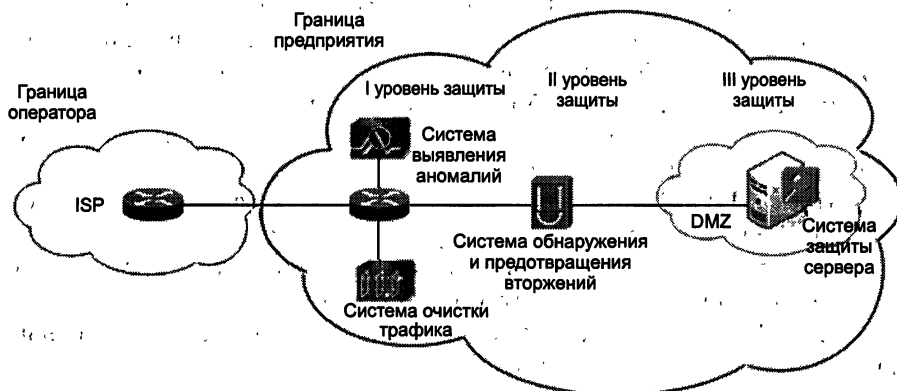 Граница
предприятия
Граница
оператора
I уровень защиты
II уровень
защиты
III уровень
защиты
Система
выявления
аномалий
ISP
DMZ
Система обнаружения
и предотвращения
вторжений
Система
защиты
сервера
Система очистки
трафика